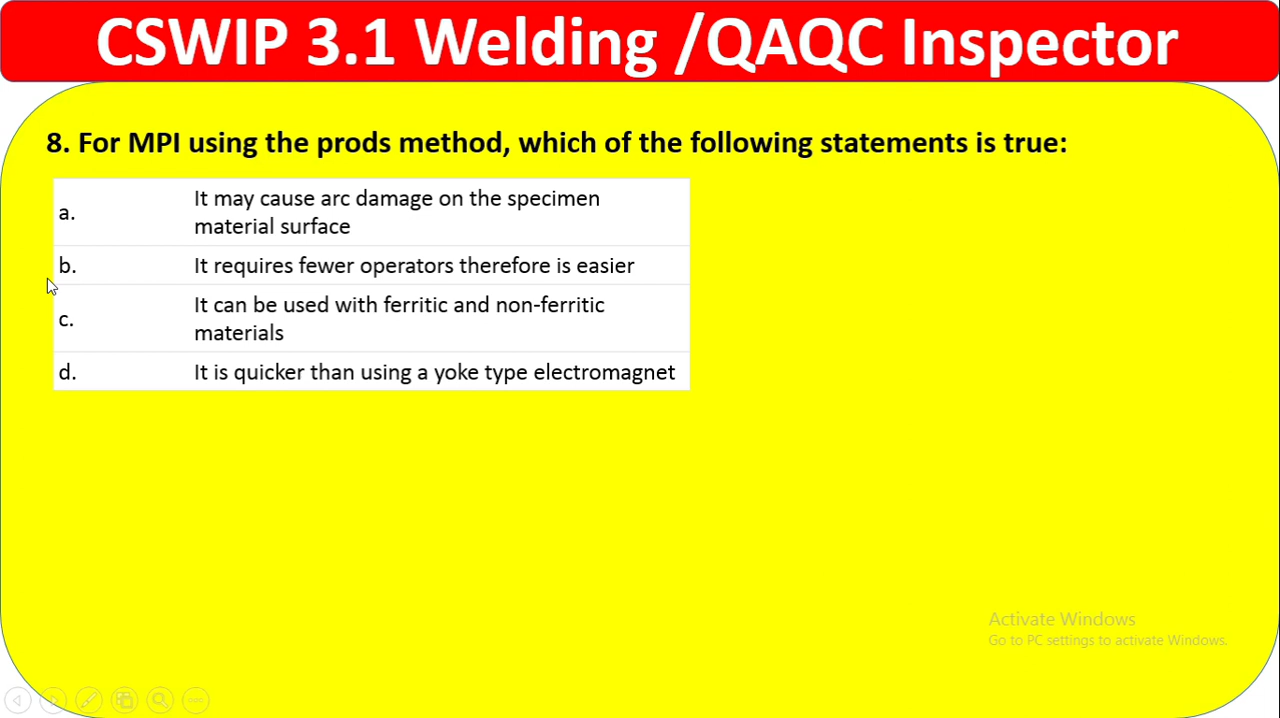 CSWIP 3.1 Welding /QAQC Inspector
8. For MPI using the prods method, which of the following statements is true:
a. It may cause arc damage on the specimen
material surface
b. It requires fewer operators therefore is easier
c. It can be used with ferritic and non-ferritic
materials
d. It is quicker than using a yoke type electromagnet
Activate Windows
Go to PC settings to activate Windows.